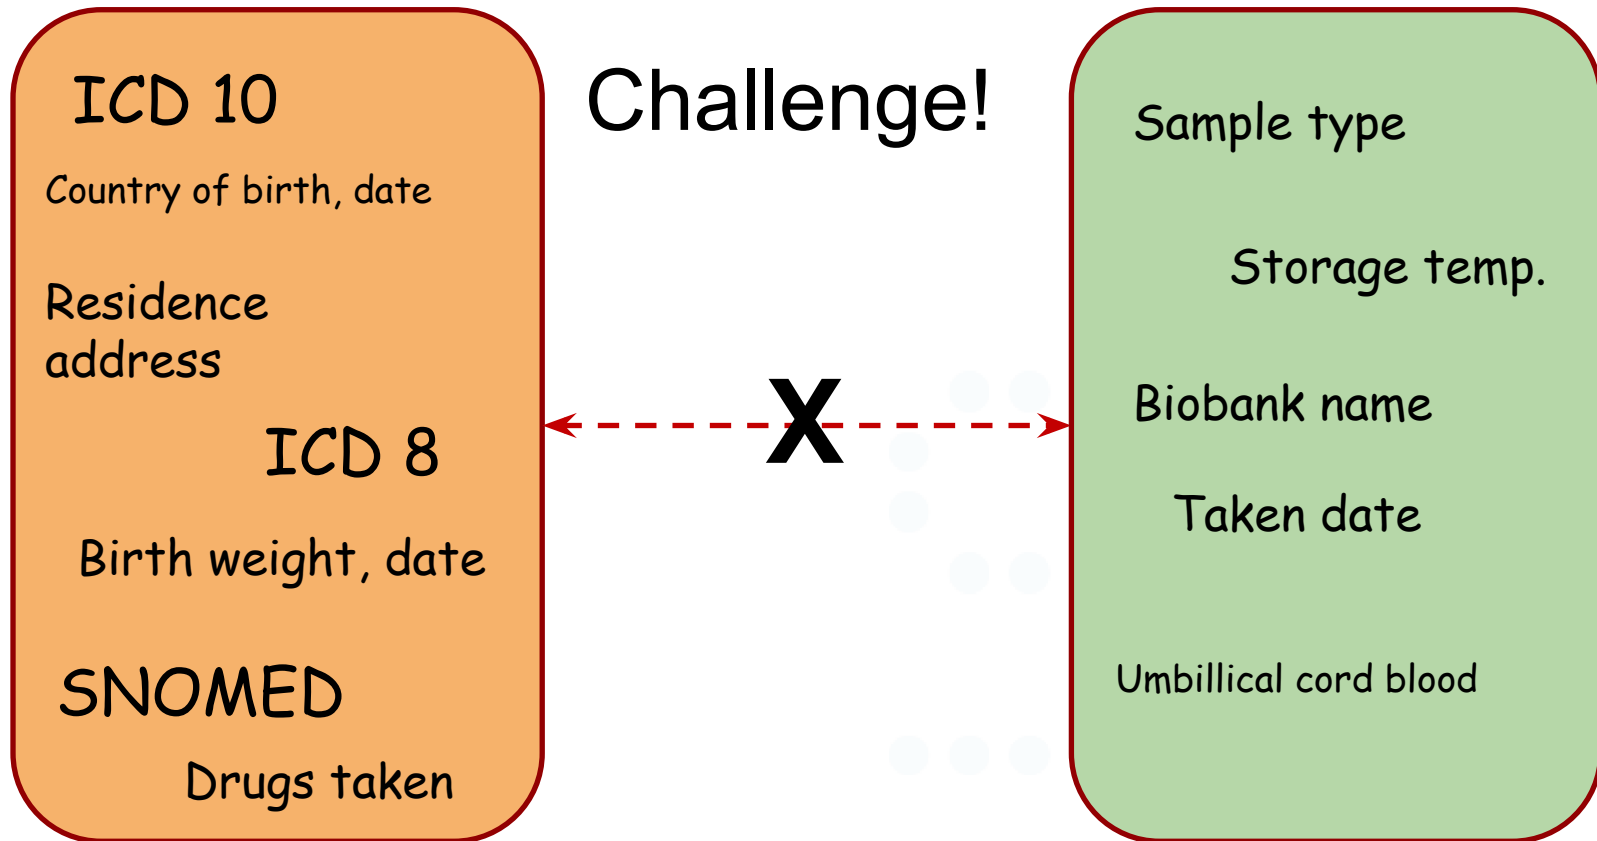 ICD 10
Country of birth, date
Residence
address
ICD 8
Birth weight, date
SNOMED
Drugs taken
Challenge!
X
Sample type
Storage temp.
Biobank name
Taken date
Umbillical cord blood